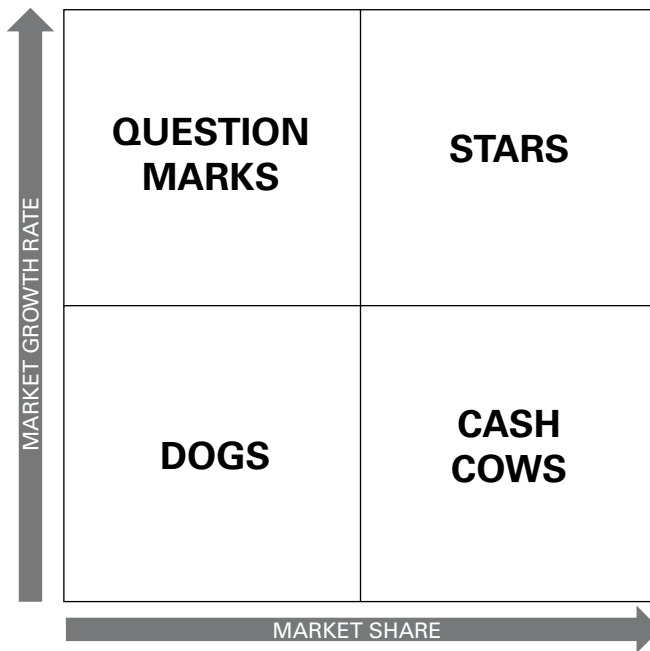 QUESTION
MARKS
STARS
MARKET GROWTH RATE
DOGS
CASH
COWS
MARKET SHARE